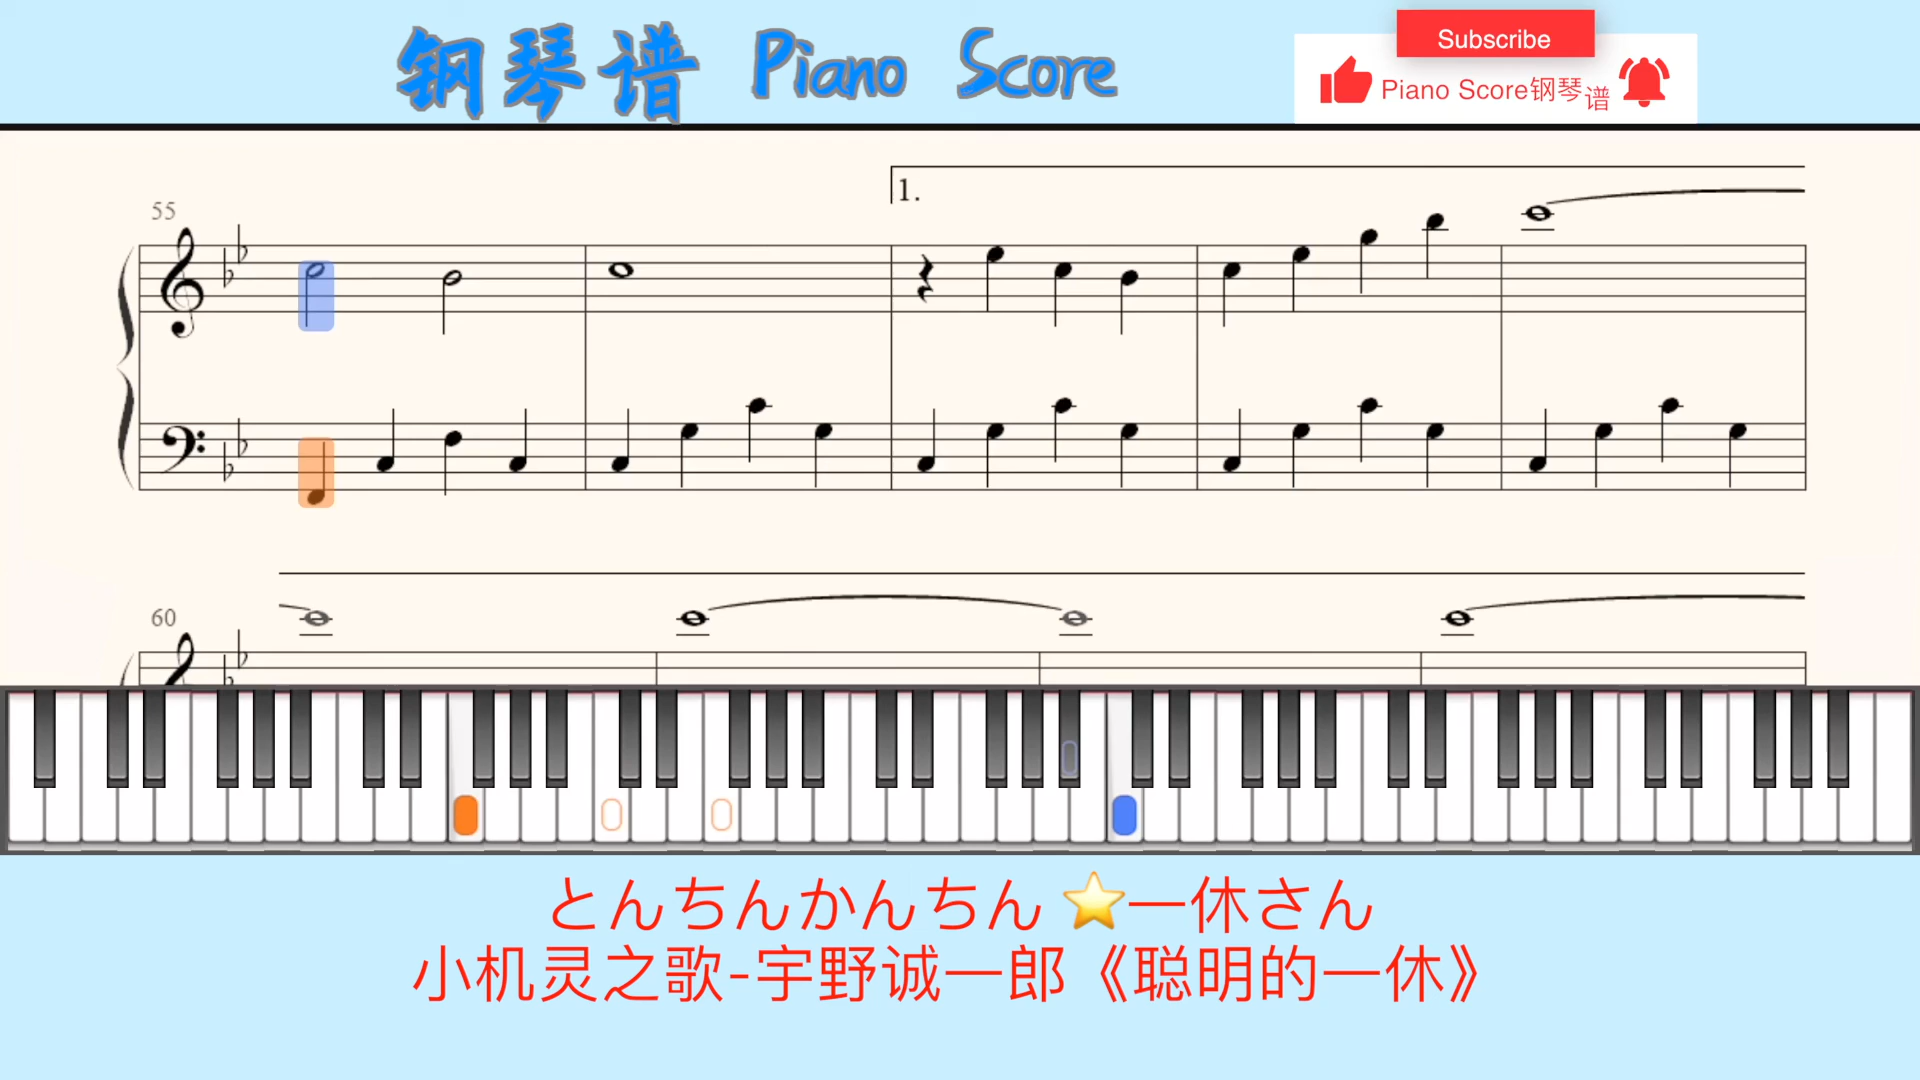 钢琴谱 Piano Score
Subscribe
Piano Score钢琴谱
1.
55
60
とんちんかんちん ⭐一休さん
小机灵之歌-宇野诚一郎《聪明的一休》